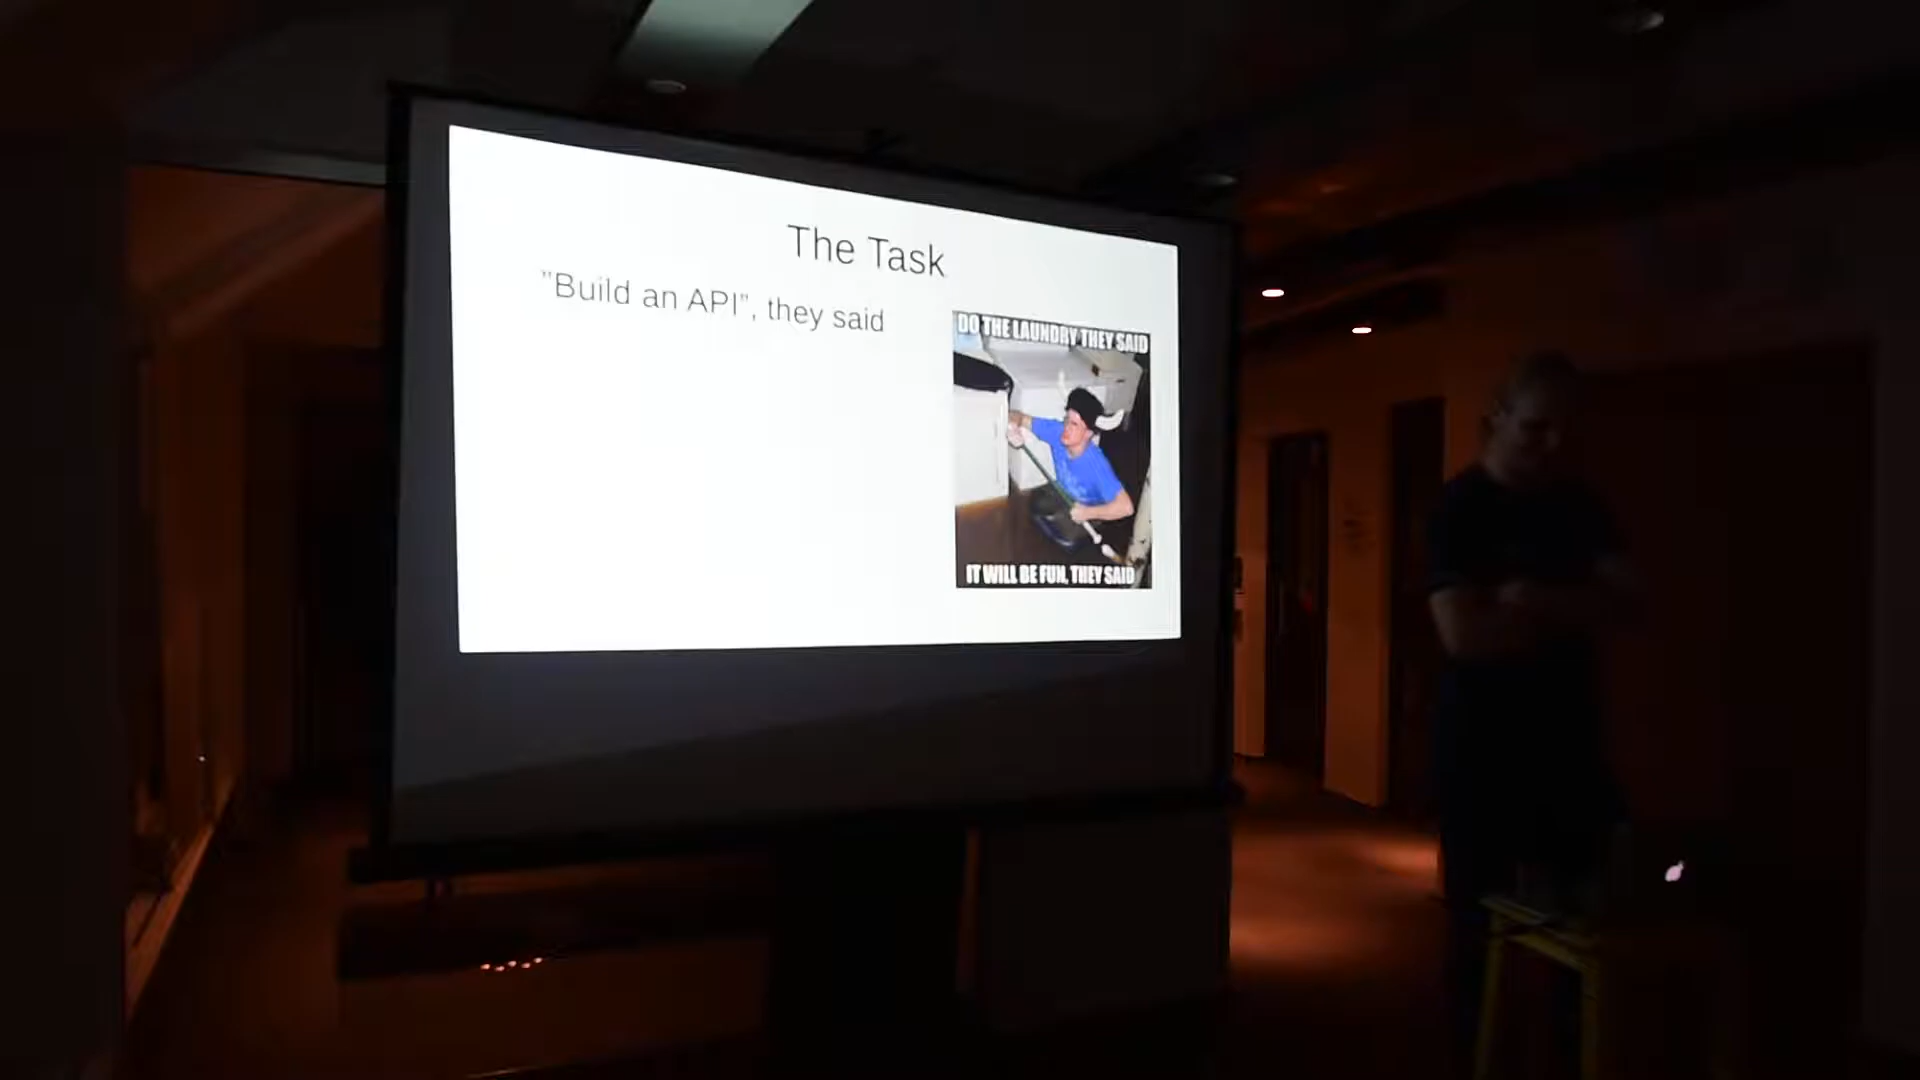 The Task
"Build an API", they said
DO THE LAUNDRY THEY SAID
IT WILL BE FUN, THEY SAID